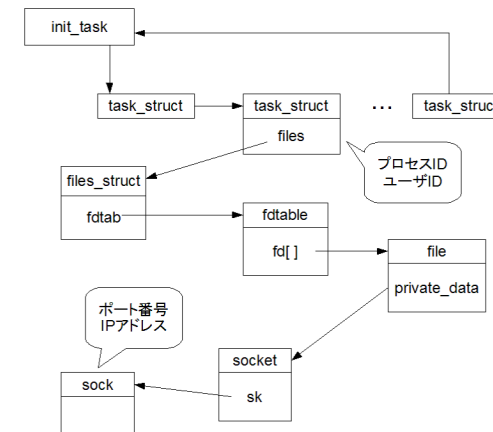 init_task
task_struct
task_struct
files
...
task_struc
プロセスID
ユーザID
files_struct
fdtab
fdtable
fd[ ]
file
private_data
ポート番号
IPアドレス
socket
sk
sock